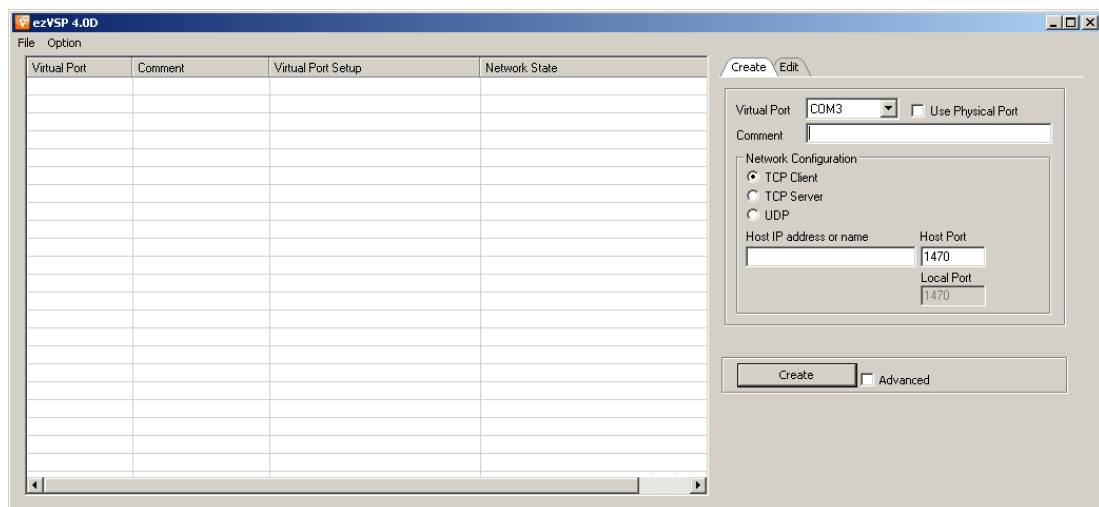 ezVSP 4.0D
File Option
Virtual Port Comment Virtual Port Setup Network State
Create Edit
Virtual Port COM3 Use Physical Port
Comment
Network Configuration
TCP Client
TCP Server
UDP
Host IP address or name Host Port
1470
Local Port
1470
Create Advanced